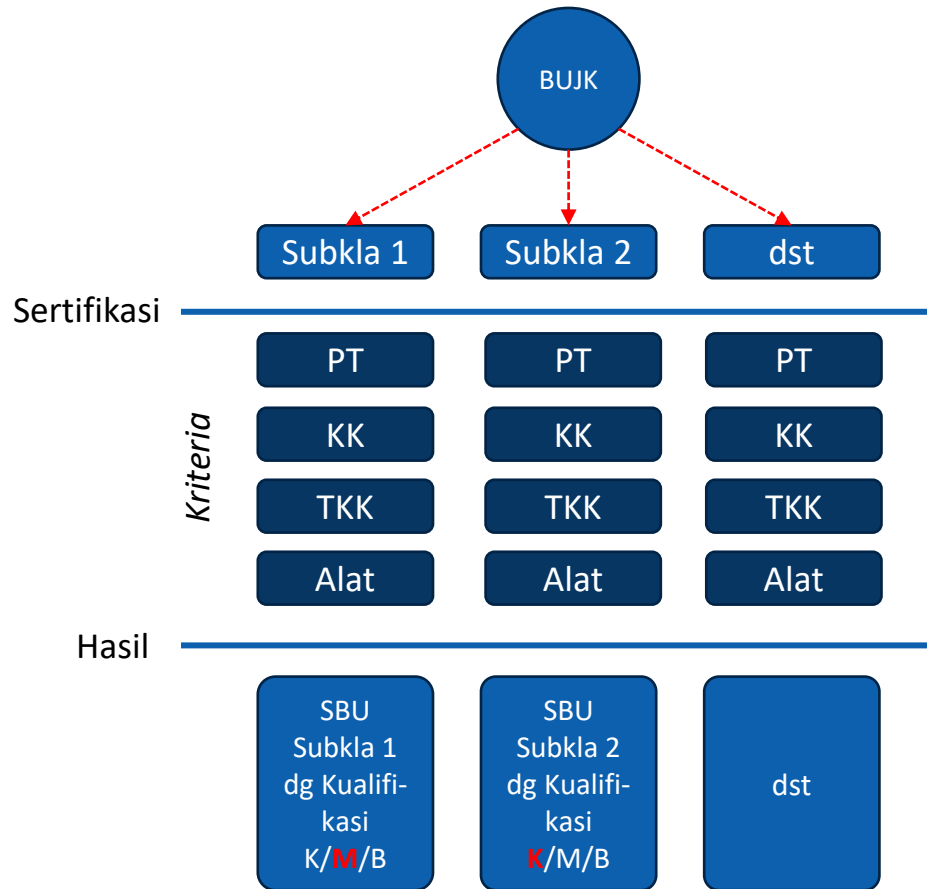 BUJK
Subkla 1
Subkla 2
dst
Sertifikasi
Kriteria
PT
PT
PT
KK
KK
KK
TKK
TKK
TKK
Alat
Alat
Alat
Hasil
SBU
Subkla 1
dg Kualifi-
kasi
K/M/B
SBU
Subkla 2
dg Kualifi-
kasi
K/M/B
dst